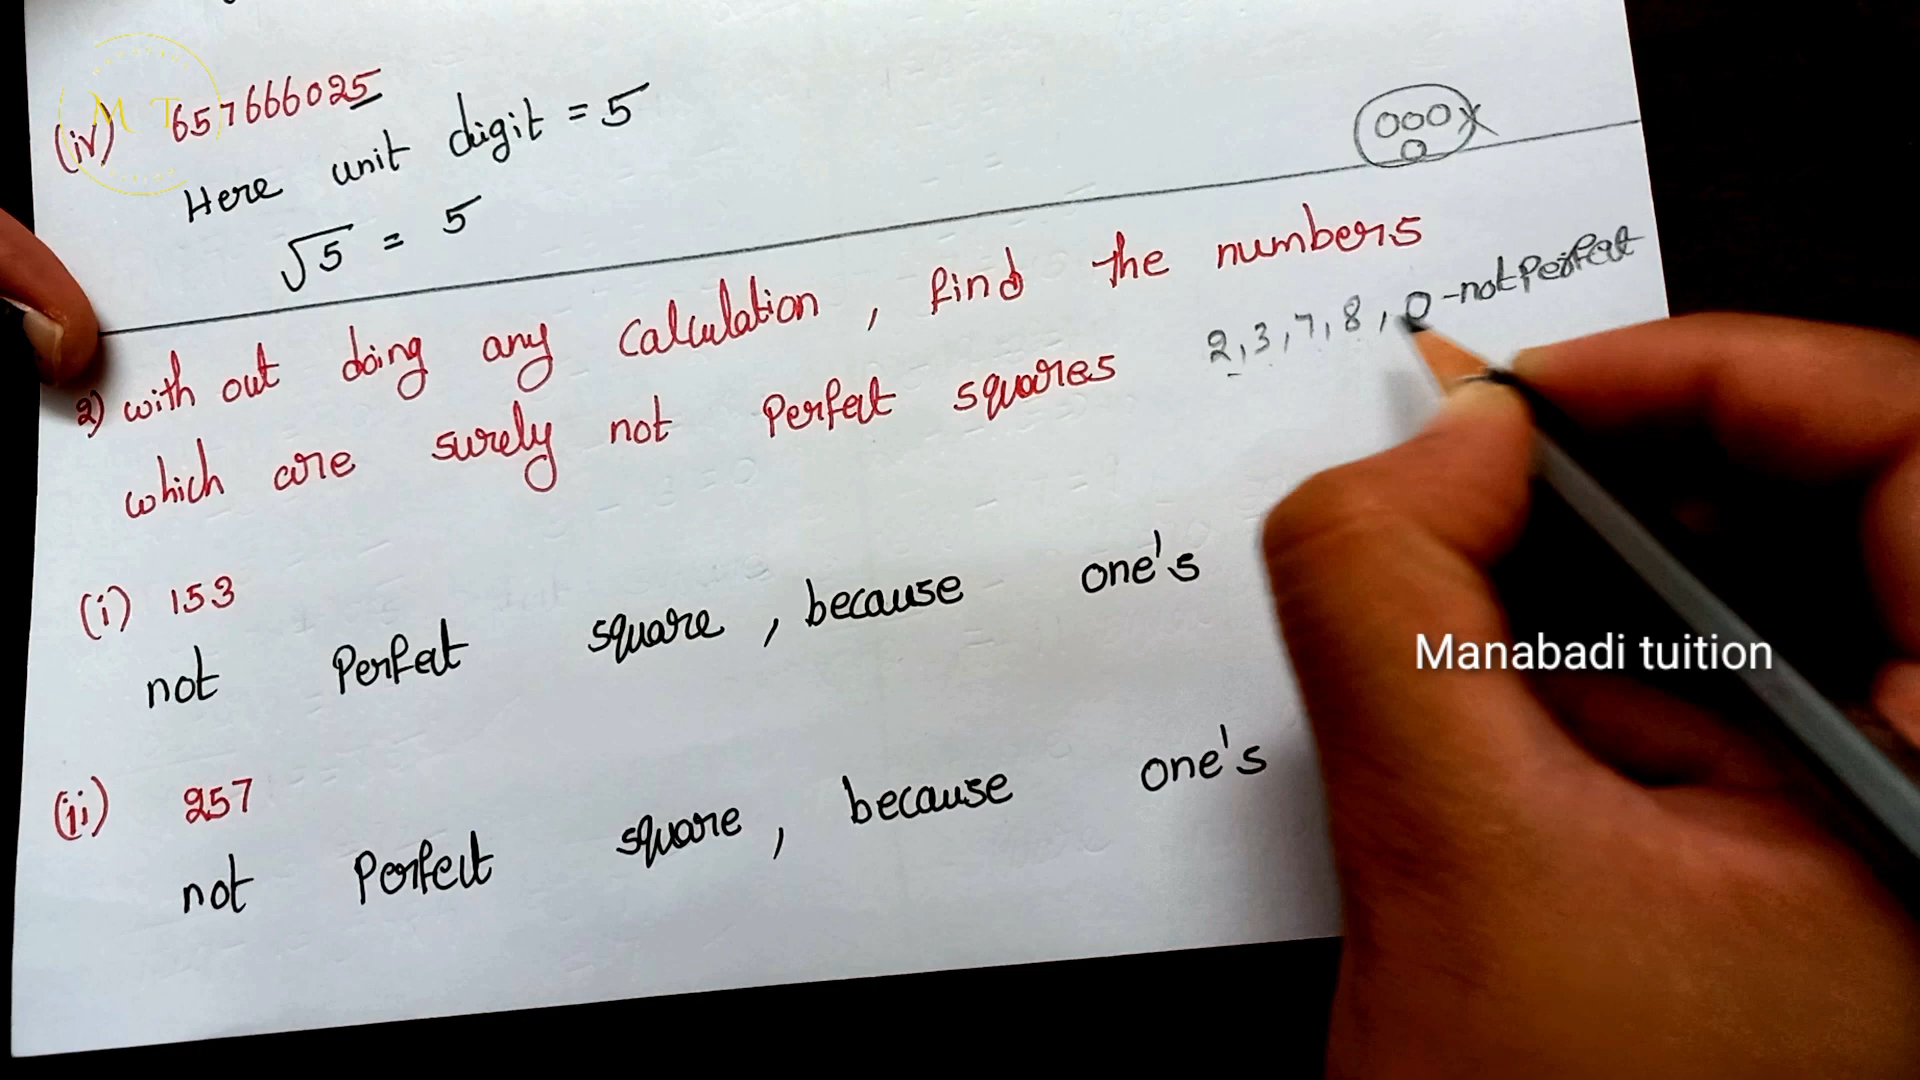 M T
(iv) 657666025
Here unit digit = 5
√5 = 5
000X
0
2) with out doing any calculation, find the numbers
which are surely not Perfect squares 2,3,7,8,0-not Perfect
(i) 153
not Perfect square, because one's
(ii) 257
not Perfect square, because one's
Manabadi tuition